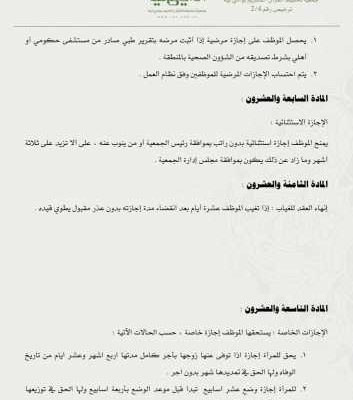 ترخيص رقم 2/4
١. يحصل الموظف على إجازة مرضية إذا أثبت مرضه بتقرير طبي صادر من مستشفى حكومي أو
أهلي بشرط تصديقه من الشؤون الصحية بالمنطقة .
٢. يتم احتساب الإجازات المرضية للموظفين وفق نظام العمل .
المادة السابعة والعشرون :
الإجازة الاستثنائية :
يمنح الموظف إجازة استثنائية بدون راتب بموافقة رئيس الجمعية أو من ينوب عنه ، على ألا تزيد على ثلاثة
أشهر وما زاد عن ذلك يكون بموافقة مجلس إدارة الجمعية .
المادة الثامنة والعشرون :
إنهاء العقد للغياب : إذا تغيب الموظف عشرة أيام بعد انقضاء مدة إجازته بدون عذر مقبول يطوي قيده .
المادة التاسعة والعشرون :
الإجازات الخاصة : يستحقها الموظف إجازة خاصة ، حسب الحالات الآتية :
١. يحق للمرأة إجازة اذا توفى عنها زوجها بأجر كامل مدتها اربع اشهر وعشر ايام من تاريخ
الوفاه ولها الحق في تمديدها شهر بدون اجر .
٢. للمرأة إجازة وضع عشر اسابيع تبدا قبل موعد الوضع بأربعة اسابيع ولها الحق في توزيعها